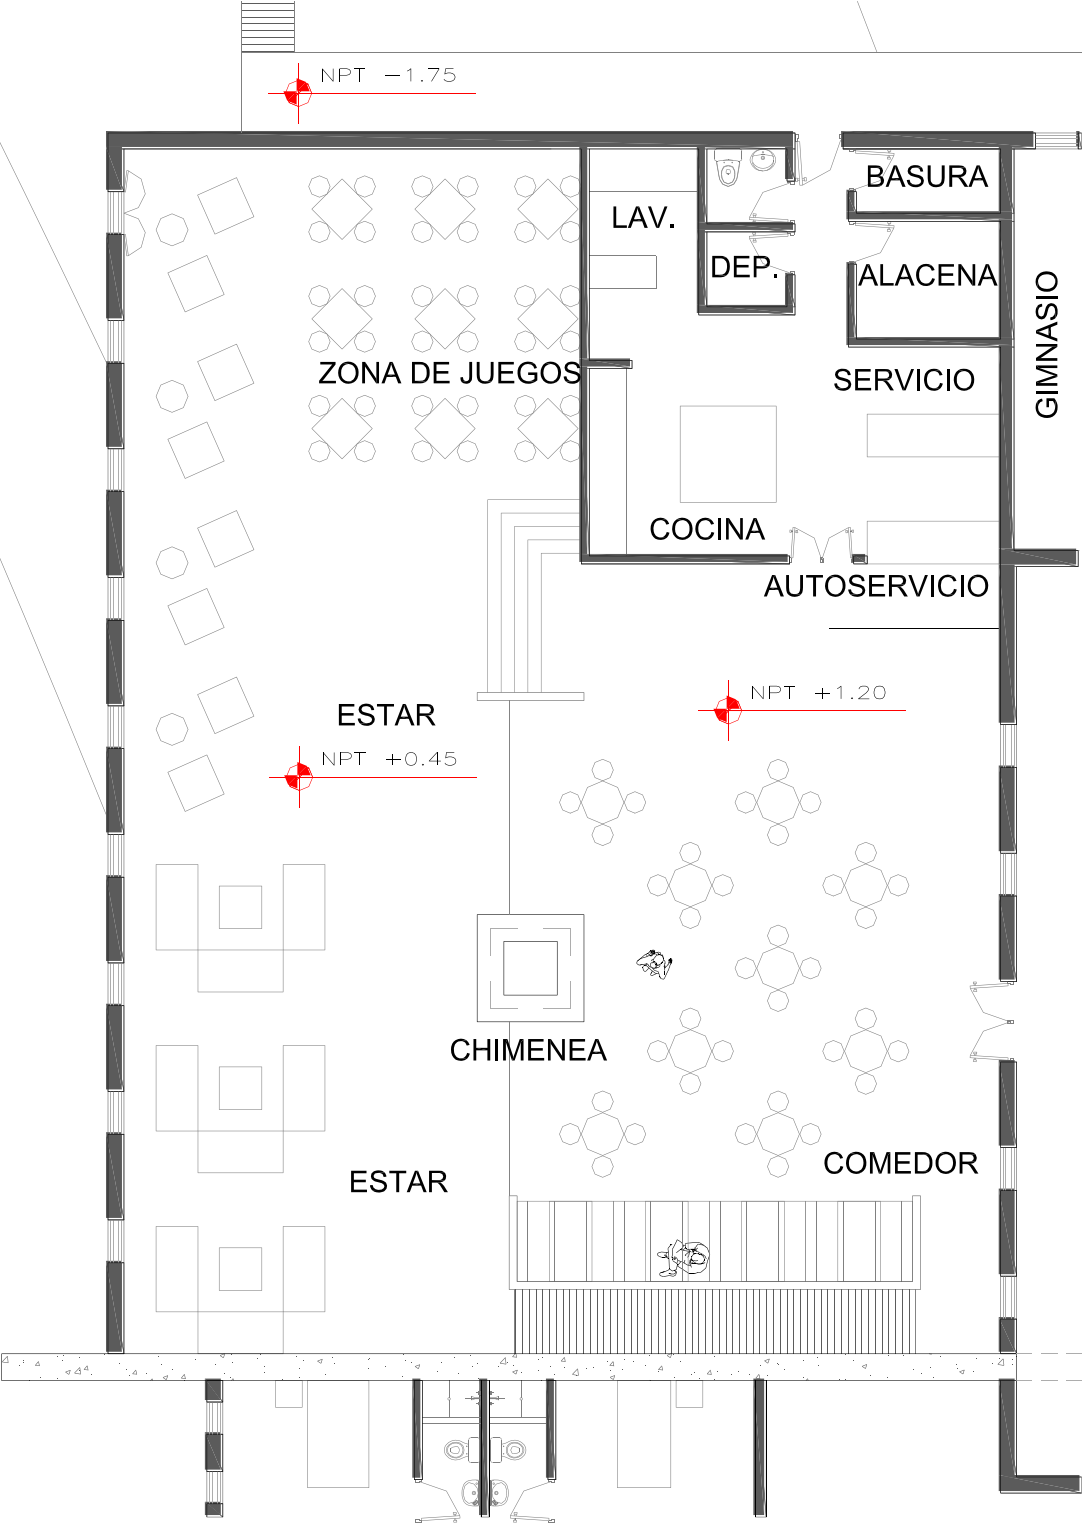 NPT -1.75
BASURA
LAV.
DEP.
ALACENA
GIMNASIO
ZONA DE JUEGOS
SERVICIO
COCINA
AUTOSERVICIO
NPT +1.20
ESTAR
NPT +0.45
CHIMENEA
COMEDOR
ESTAR